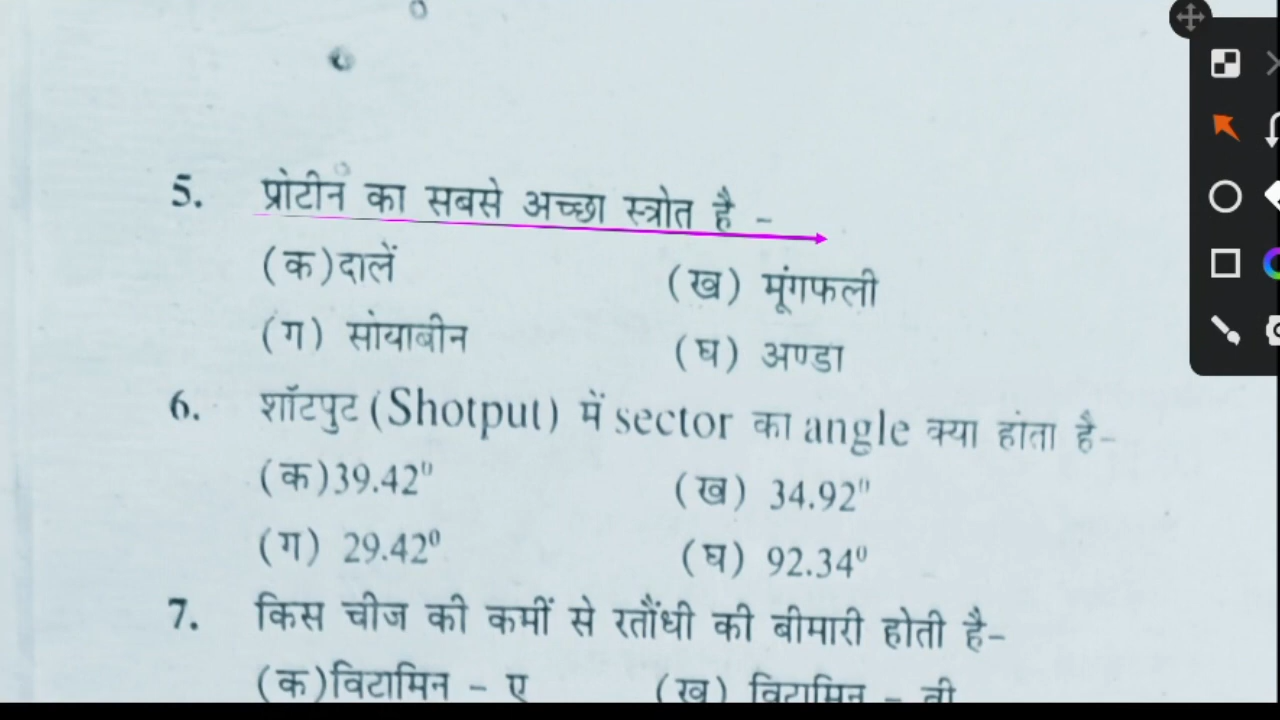 5. प्रोटीन का सबसे अच्छा स्त्रोत है -
(क)दालें (ख) मूंगफली
(ग) सोयाबीन (घ) अण्डा
6. शॉटपुट (Shotput) में sector का angle क्या होता है-
(क)39.42⁰ (ख) 34.92⁰
(ग) 29.42⁰ (घ) 92.34⁰
7. किस चीज की कमीं से रतौंधी की बीमारी होती है-
(क)विटामिन - ए (ख) विटामिन -